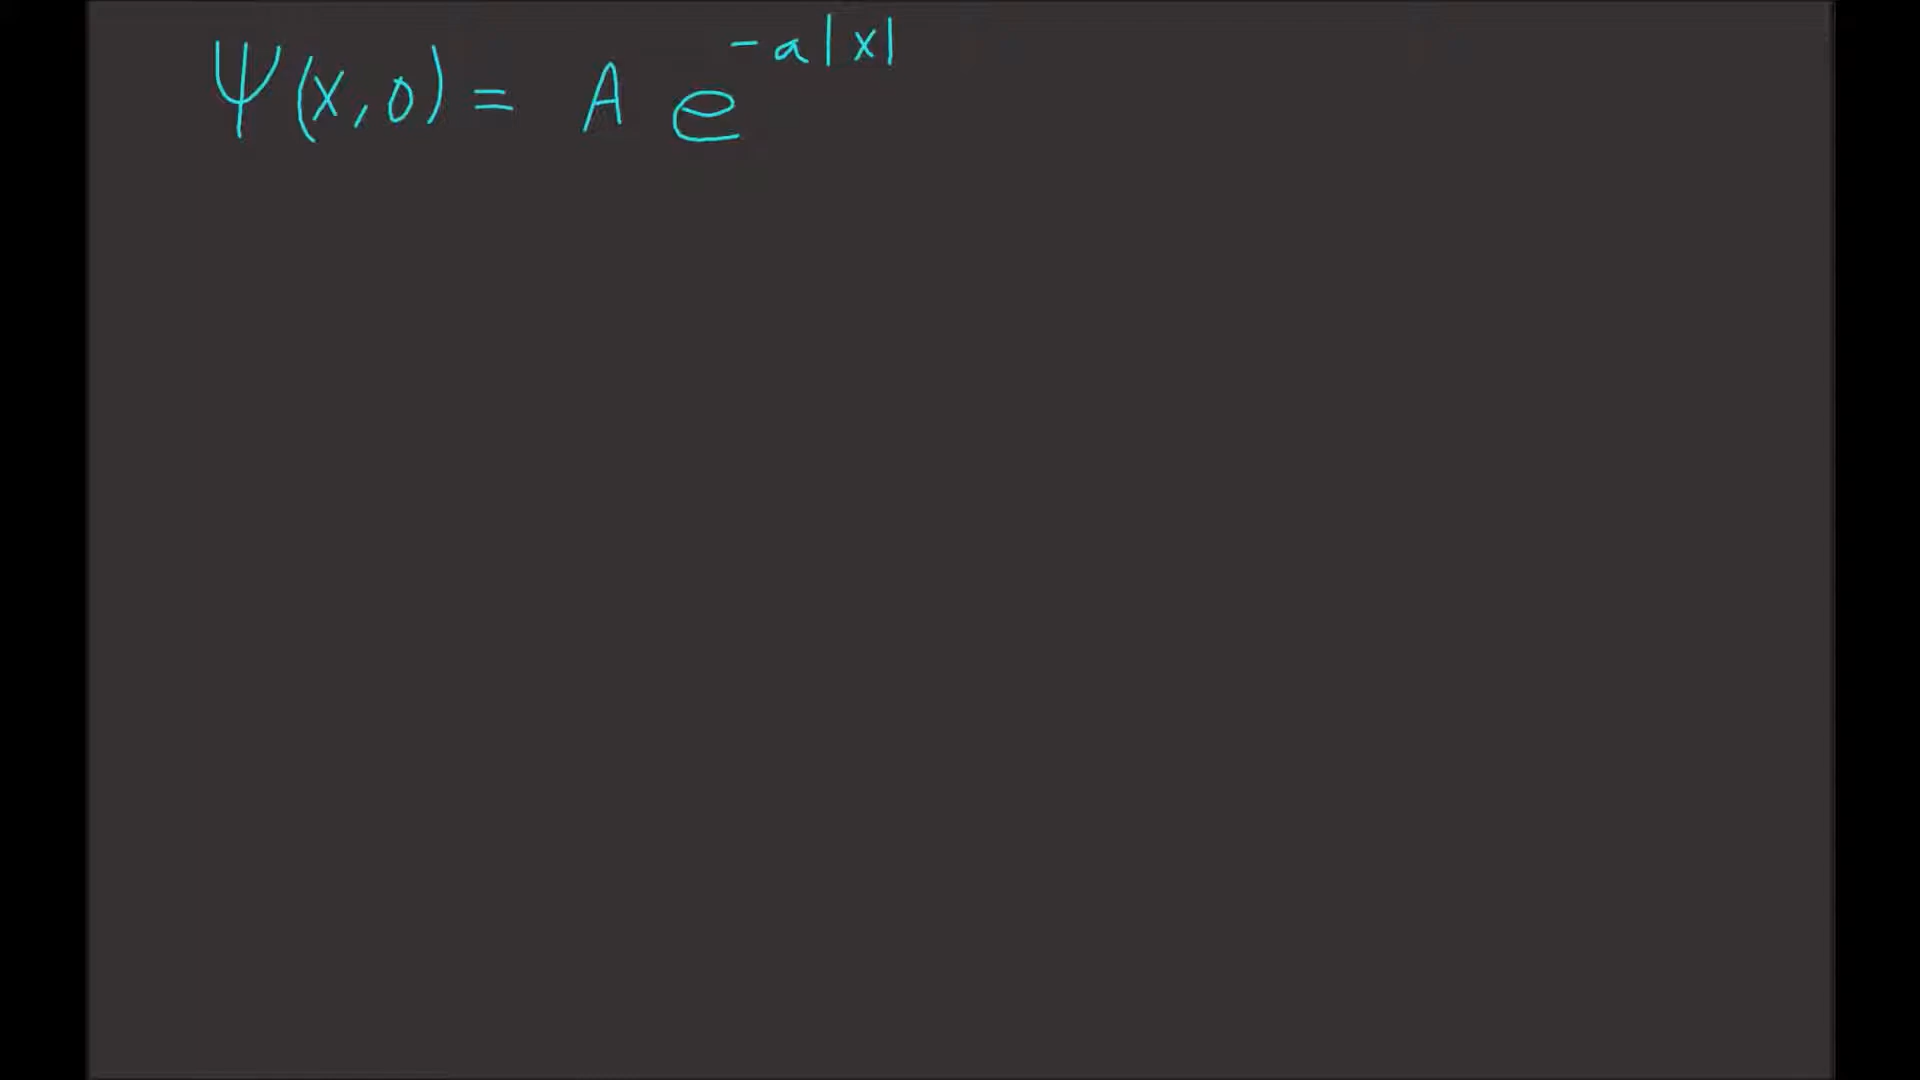 Ψ(x,0) = A e^{-a|x|}